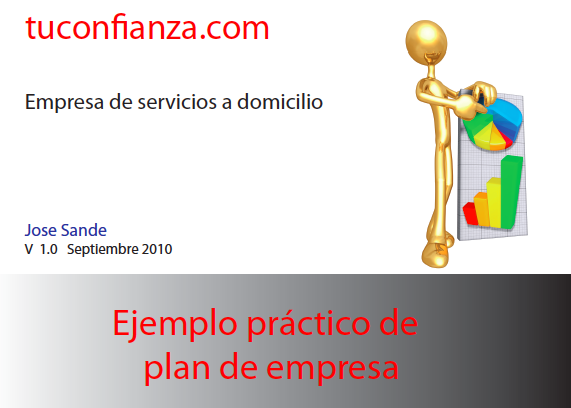 tuconfianza.com
Empresa de servicios a domicilio
Jose Sande
V 1.0 Septiembre 2010
Ejemplo práctico de
plan de empresa